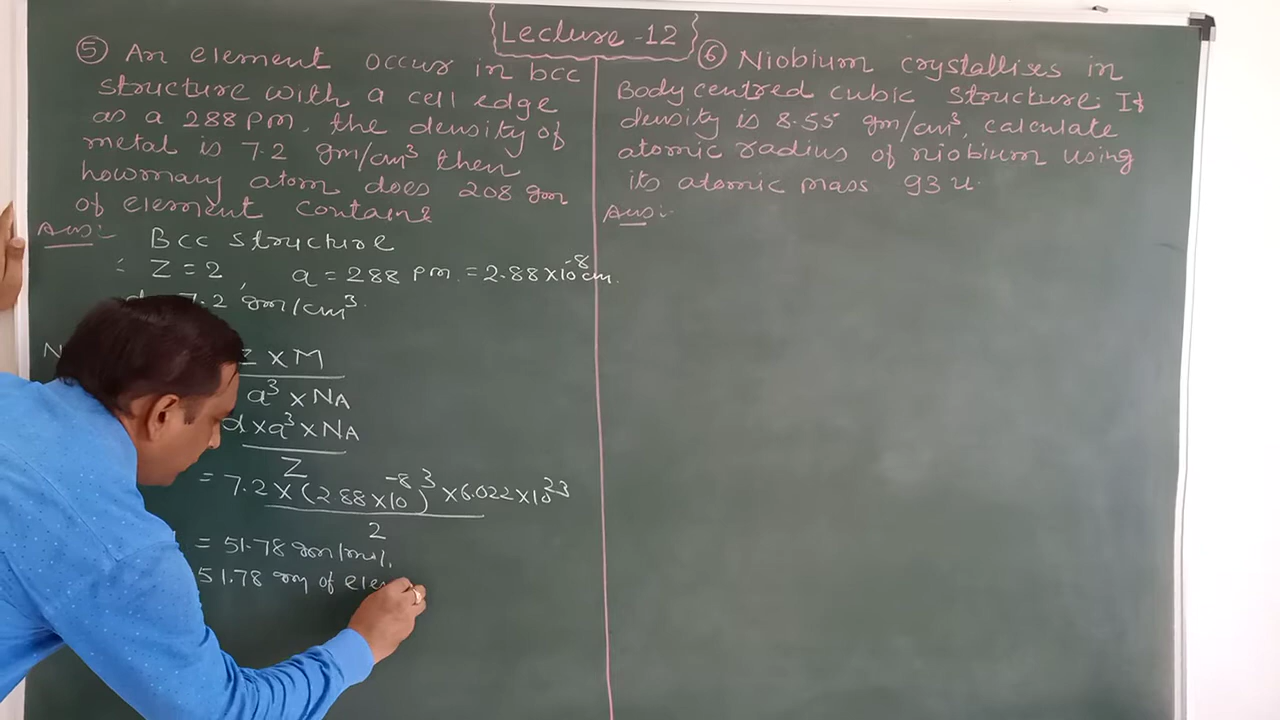 Lecture-12
⑤ An element occur in bcc
structure with a cell edge
as a 288 pm. the density of
metal is 7.2 gm/cm³ then
howmany atom does 208 gm
of element contains
Ans:-
Bcc structure
∴ Z = 2, a = 288 pm. = 2.88×10⁻⁸cm.
7.2 gm/cm³.
Z × M
a³ × NA
d×a³×NA
Z
= 7.2 × (2.88×10⁻⁸)³ ×6.022×10²³
2
= 51.78 gm/mol.
51.78 gm of ele
⑥ Niobium crystallises in
Body centred cubic structure. If
density is 8.55 gm/cm³, calculate
atomic radius of niobium using
its atomic mass 93 u.
Ans:-